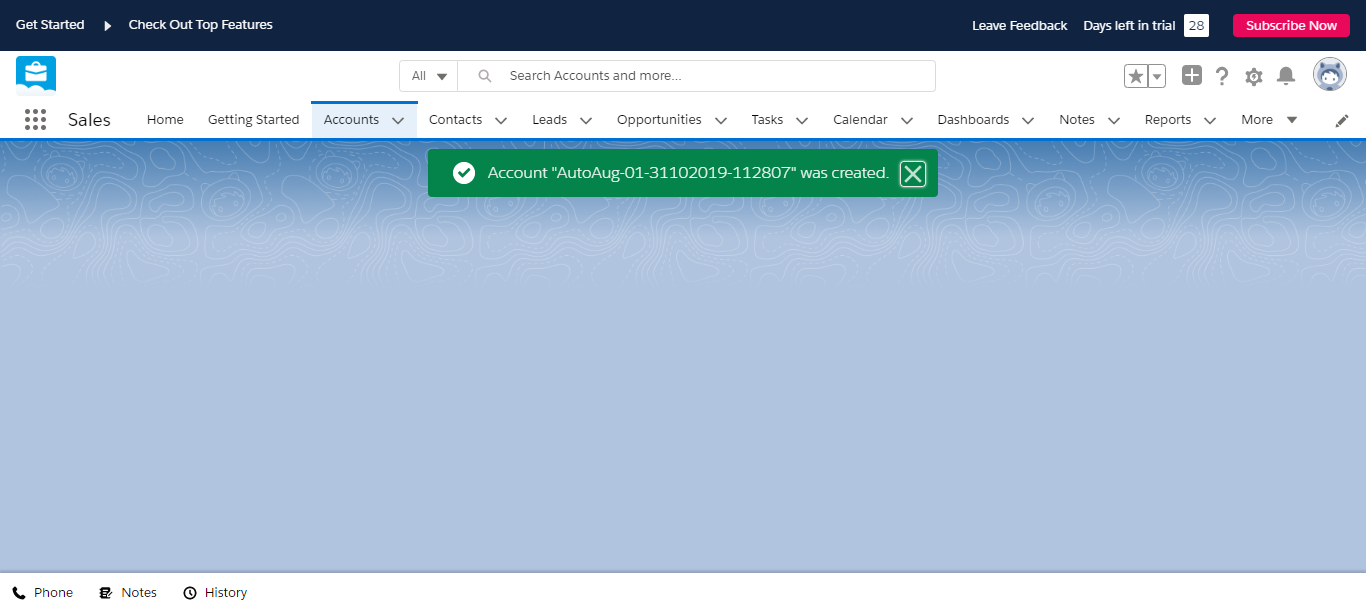 Get Started Check Out Top Features Leave Feedback Days left in trial 28 Subscribe Now
All Search Accounts and more...
Sales Home Getting Started Accounts Contacts Leads Opportunities Tasks Calendar Dashboards Notes Reports More
Account "AutoAug-01-31102019-112807" was created.
Phone Notes History